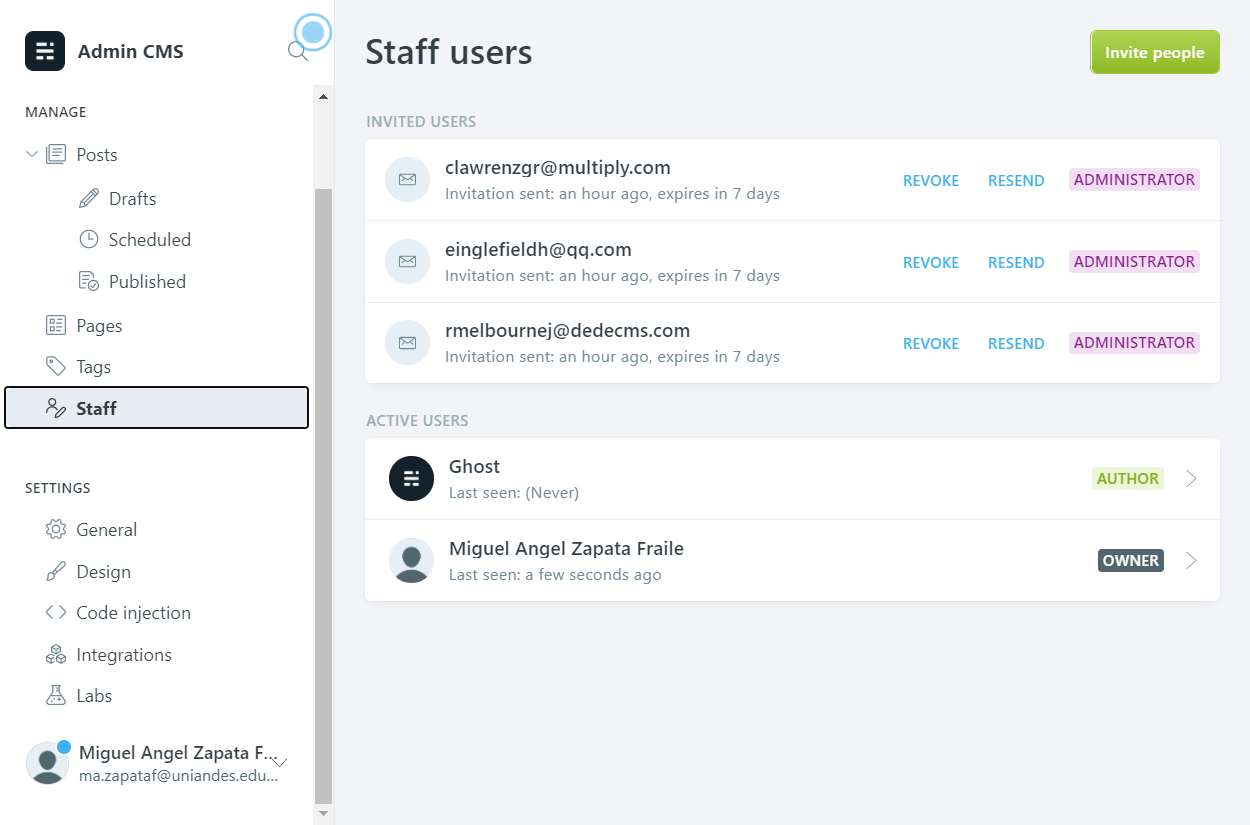 Admin CMS
MANAGE
Posts
Drafts
Scheduled
Published
Pages
Tags
Staff
SETTINGS
General
Design
Code injection
Integrations
Labs
Miguel Angel Zapata F...
ma.zapataf@uniandes.edu...
Staff users
Invite people
INVITED USERS
clawrenzgr@multiply.com
Invitation sent: an hour ago, expires in 7 days
REVOKE RESEND ADMINISTRATOR
einglefieldh@qq.com
Invitation sent: an hour ago, expires in 7 days
REVOKE RESEND ADMINISTRATOR
rmelbournej@dedecms.com
Invitation sent: an hour ago, expires in 7 days
REVOKE RESEND ADMINISTRATOR
ACTIVE USERS
Ghost
Last seen: (Never)
AUTHOR
Miguel Angel Zapata Fraile
Last seen: a few seconds ago
OWNER